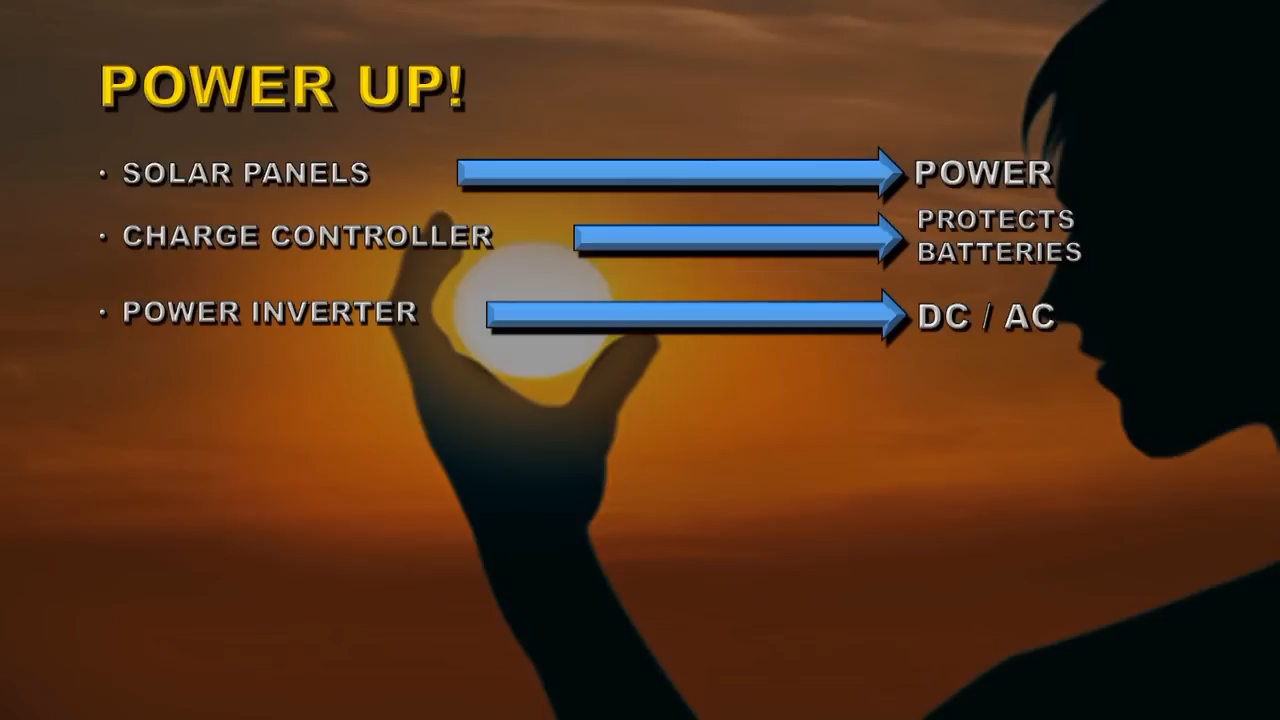 POWER UP!
• SOLAR PANELS
POWER
• CHARGE CONTROLLER
PROTECTS
BATTERIES
• POWER INVERTER
DC / AC